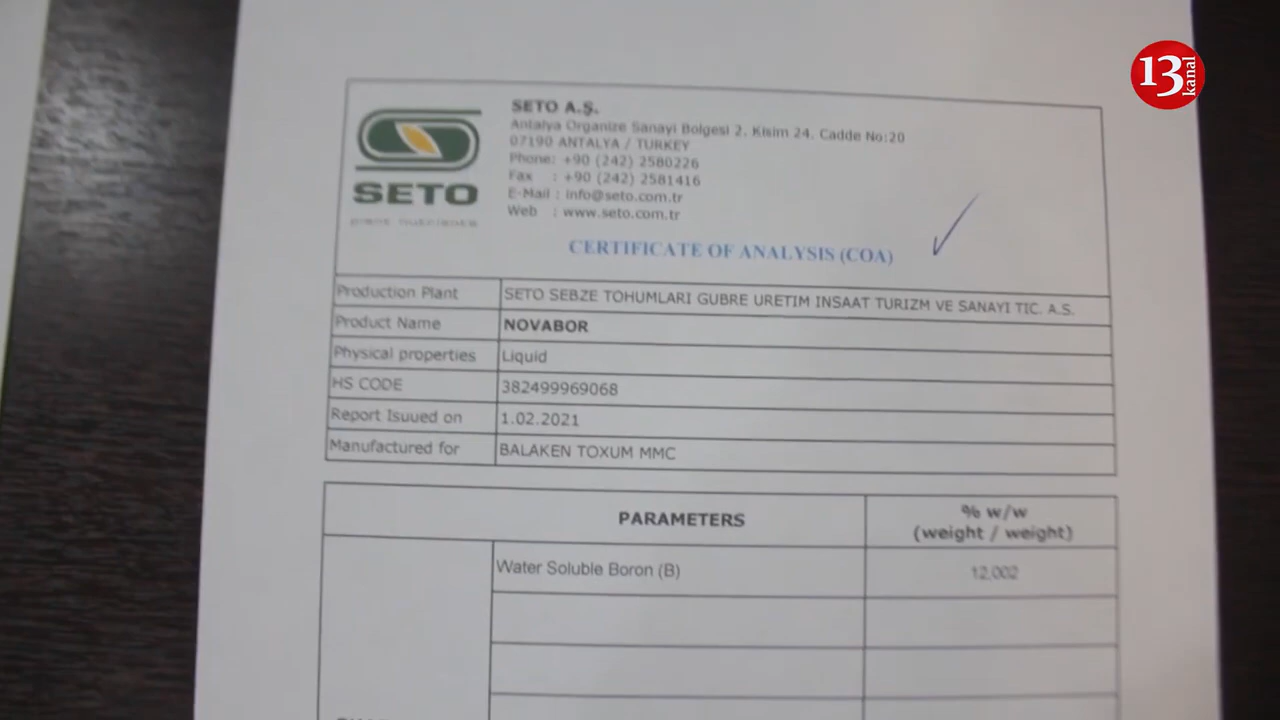 13 kanal
SETO
SETO A.Ş.
Antalya Organize Sanayi Bolgesi 2. Kisim 24. Cadde No:20
07190 ANTALYA / TURKEY
Phone: +90 (242) 2580226
Fax : +90 (242) 2581416
E-Mail : info@seto.com.tr
Web : www.seto.com.tr
CERTIFICATE OF ANALYSIS (COA)
Production Plant SETO SEBZE TOHUMLARI GUBRE URETIM INSAAT TURIZM VE SANAYI TIC. A.S.
Product Name NOVABOR
Physical properties Liquid
HS CODE 382499969068
Report Isuued on 1.02.2021
Manufactured for BALAKEN TOXUM MMC
PARAMETERS % w/w
(weight / weight)
Water Soluble Boron (B) 12,002